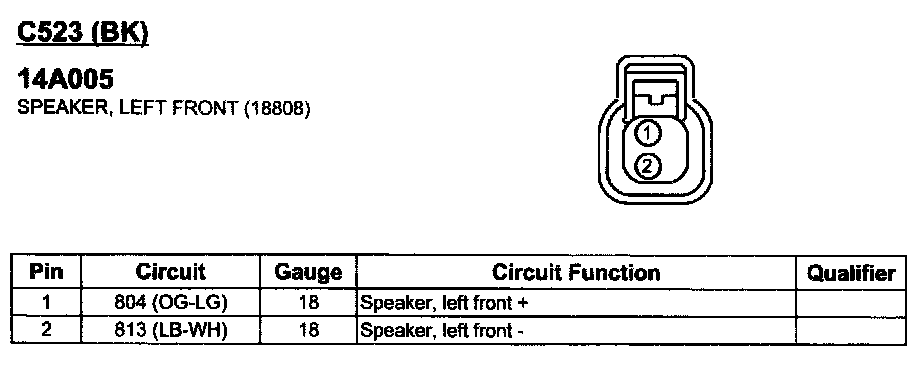 C523 (BK)
14A005
SPEAKER, LEFT FRONT (18808)
1
2
Pin Circuit Gauge Circuit Function Qualifier
1 804 (OG-LG) 18 Speaker, left front +
2 813 (LB-WH) 18 Speaker, left front -